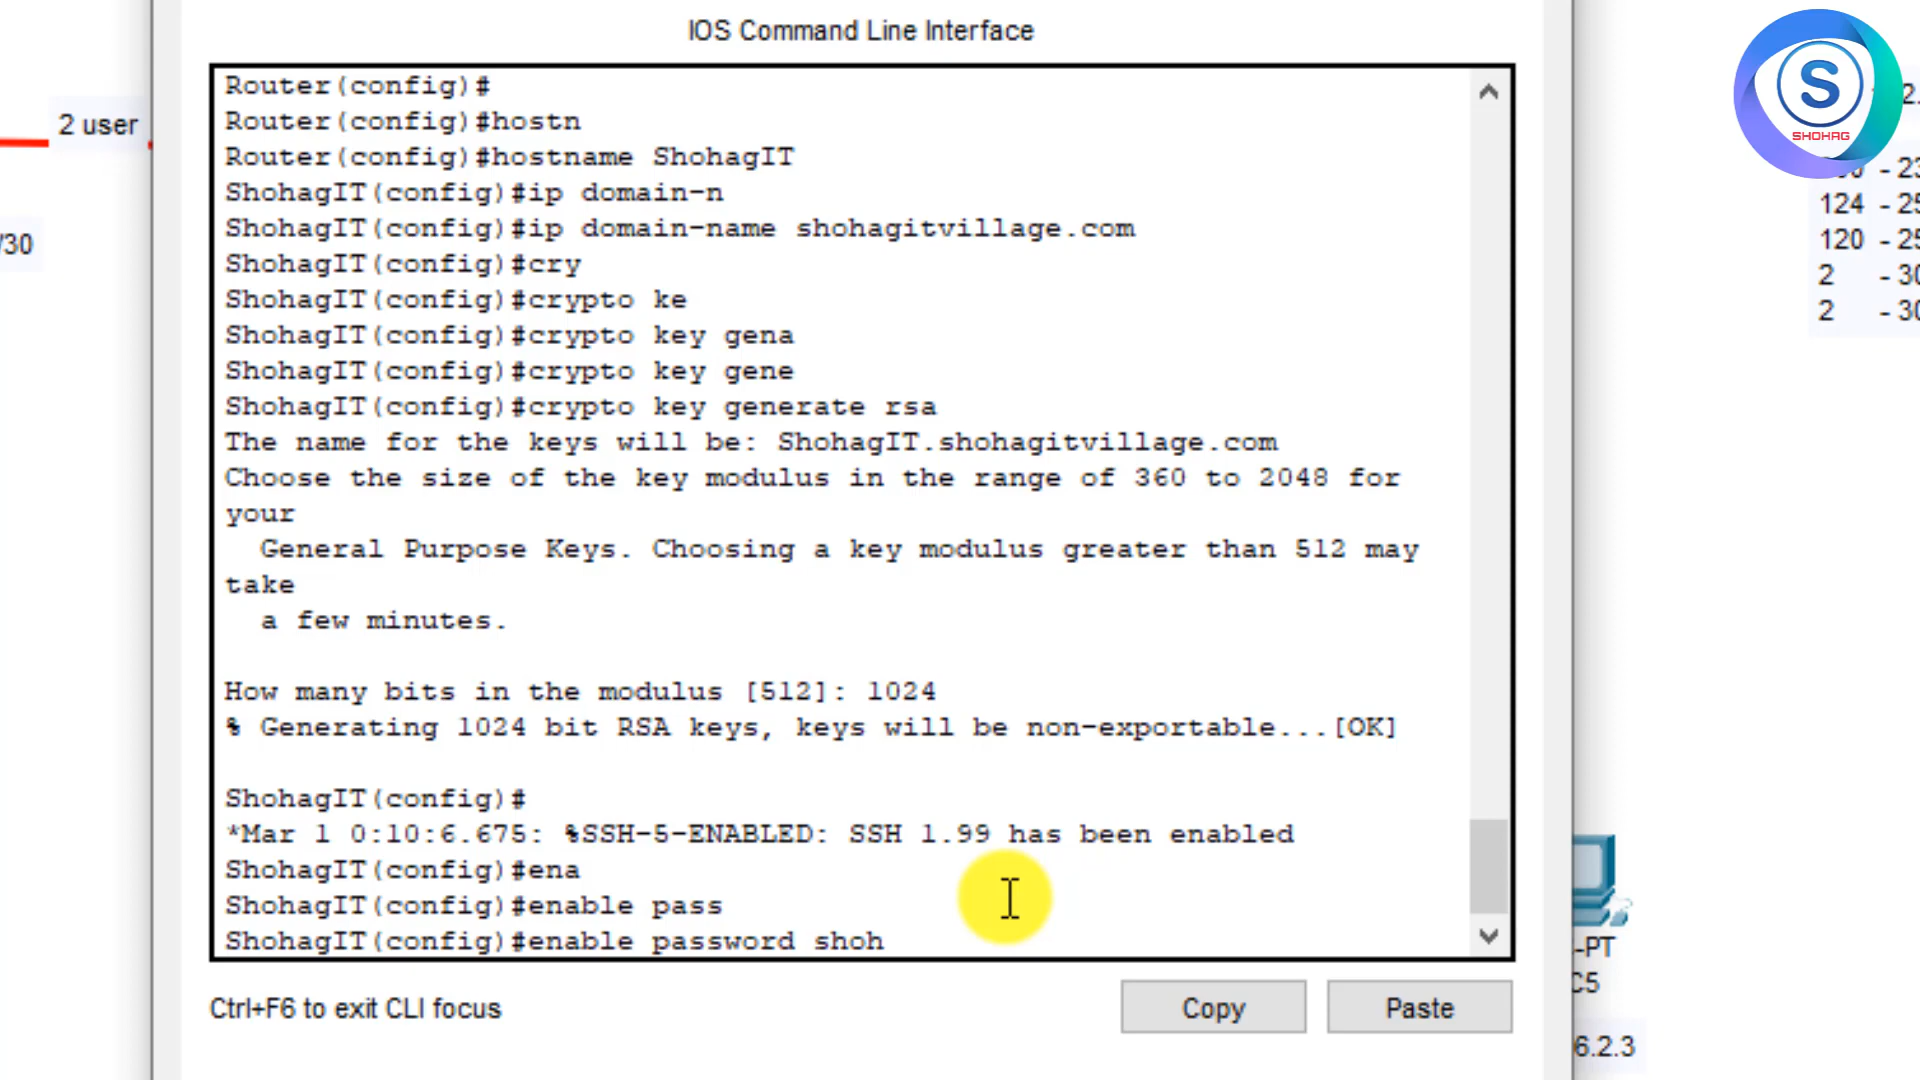 IOS Command Line Interface
Router(config)#
Router(config)#hostn
Router(config)#hostname ShohagIT
ShohagIT(config)#ip domain-n
ShohagIT(config)#ip domain-name shohagitvillage.com
ShohagIT(config)#cry
ShohagIT(config)#crypto ke
ShohagIT(config)#crypto key gena
ShohagIT(config)#crypto key gene
ShohagIT(config)#crypto key generate rsa
The name for the keys will be: ShohagIT.shohagitvillage.com
Choose the size of the key modulus in the range of 360 to 2048 for
your
General Purpose Keys. Choosing a key modulus greater than 512 may
take
a few minutes.
How many bits in the modulus [512]: 1024
% Generating 1024 bit RSA keys, keys will be non-exportable...[OK]
ShohagIT(config)#
*Mar 1 0:10:6.675: %SSH-5-ENABLED: SSH 1.99 has been enabled
ShohagIT(config)#ena
ShohagIT(config)#enable pass
ShohagIT(config)#enable password shoh
Ctrl+F6 to exit CLI focus
Copy
Paste
2 user
/30
S
SHOHAG
124 - 25
120 - 25
2 - 30
2 - 30
-PT
C5
6.2.3